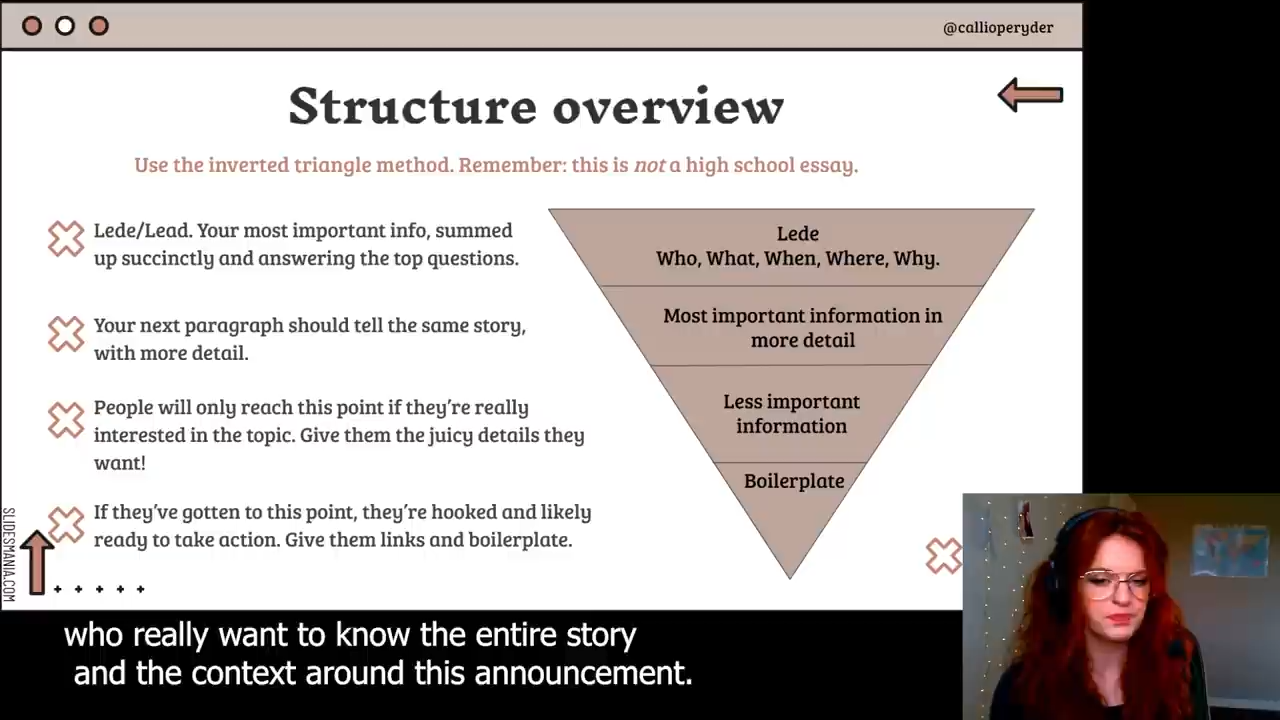 @callioperyder
Structure overview
Use the inverted triangle method. Remember: this is not a high school essay.
Lede/Lead. Your most important info, summed
up succinctly and answering the top questions.
Your next paragraph should tell the same story,
with more detail.
People will only reach this point if they're really
interested in the topic. Give them the juicy details they
want!
If they've gotten to this point, they're hooked and likely
ready to take action. Give them links and boilerplate.
Lede
Who, What, When, Where, Why.
Most important information in
more detail
Less important
information
Boilerplate
SLIDESMANIA.COM
who really want to know the entire story
and the context around this announcement.